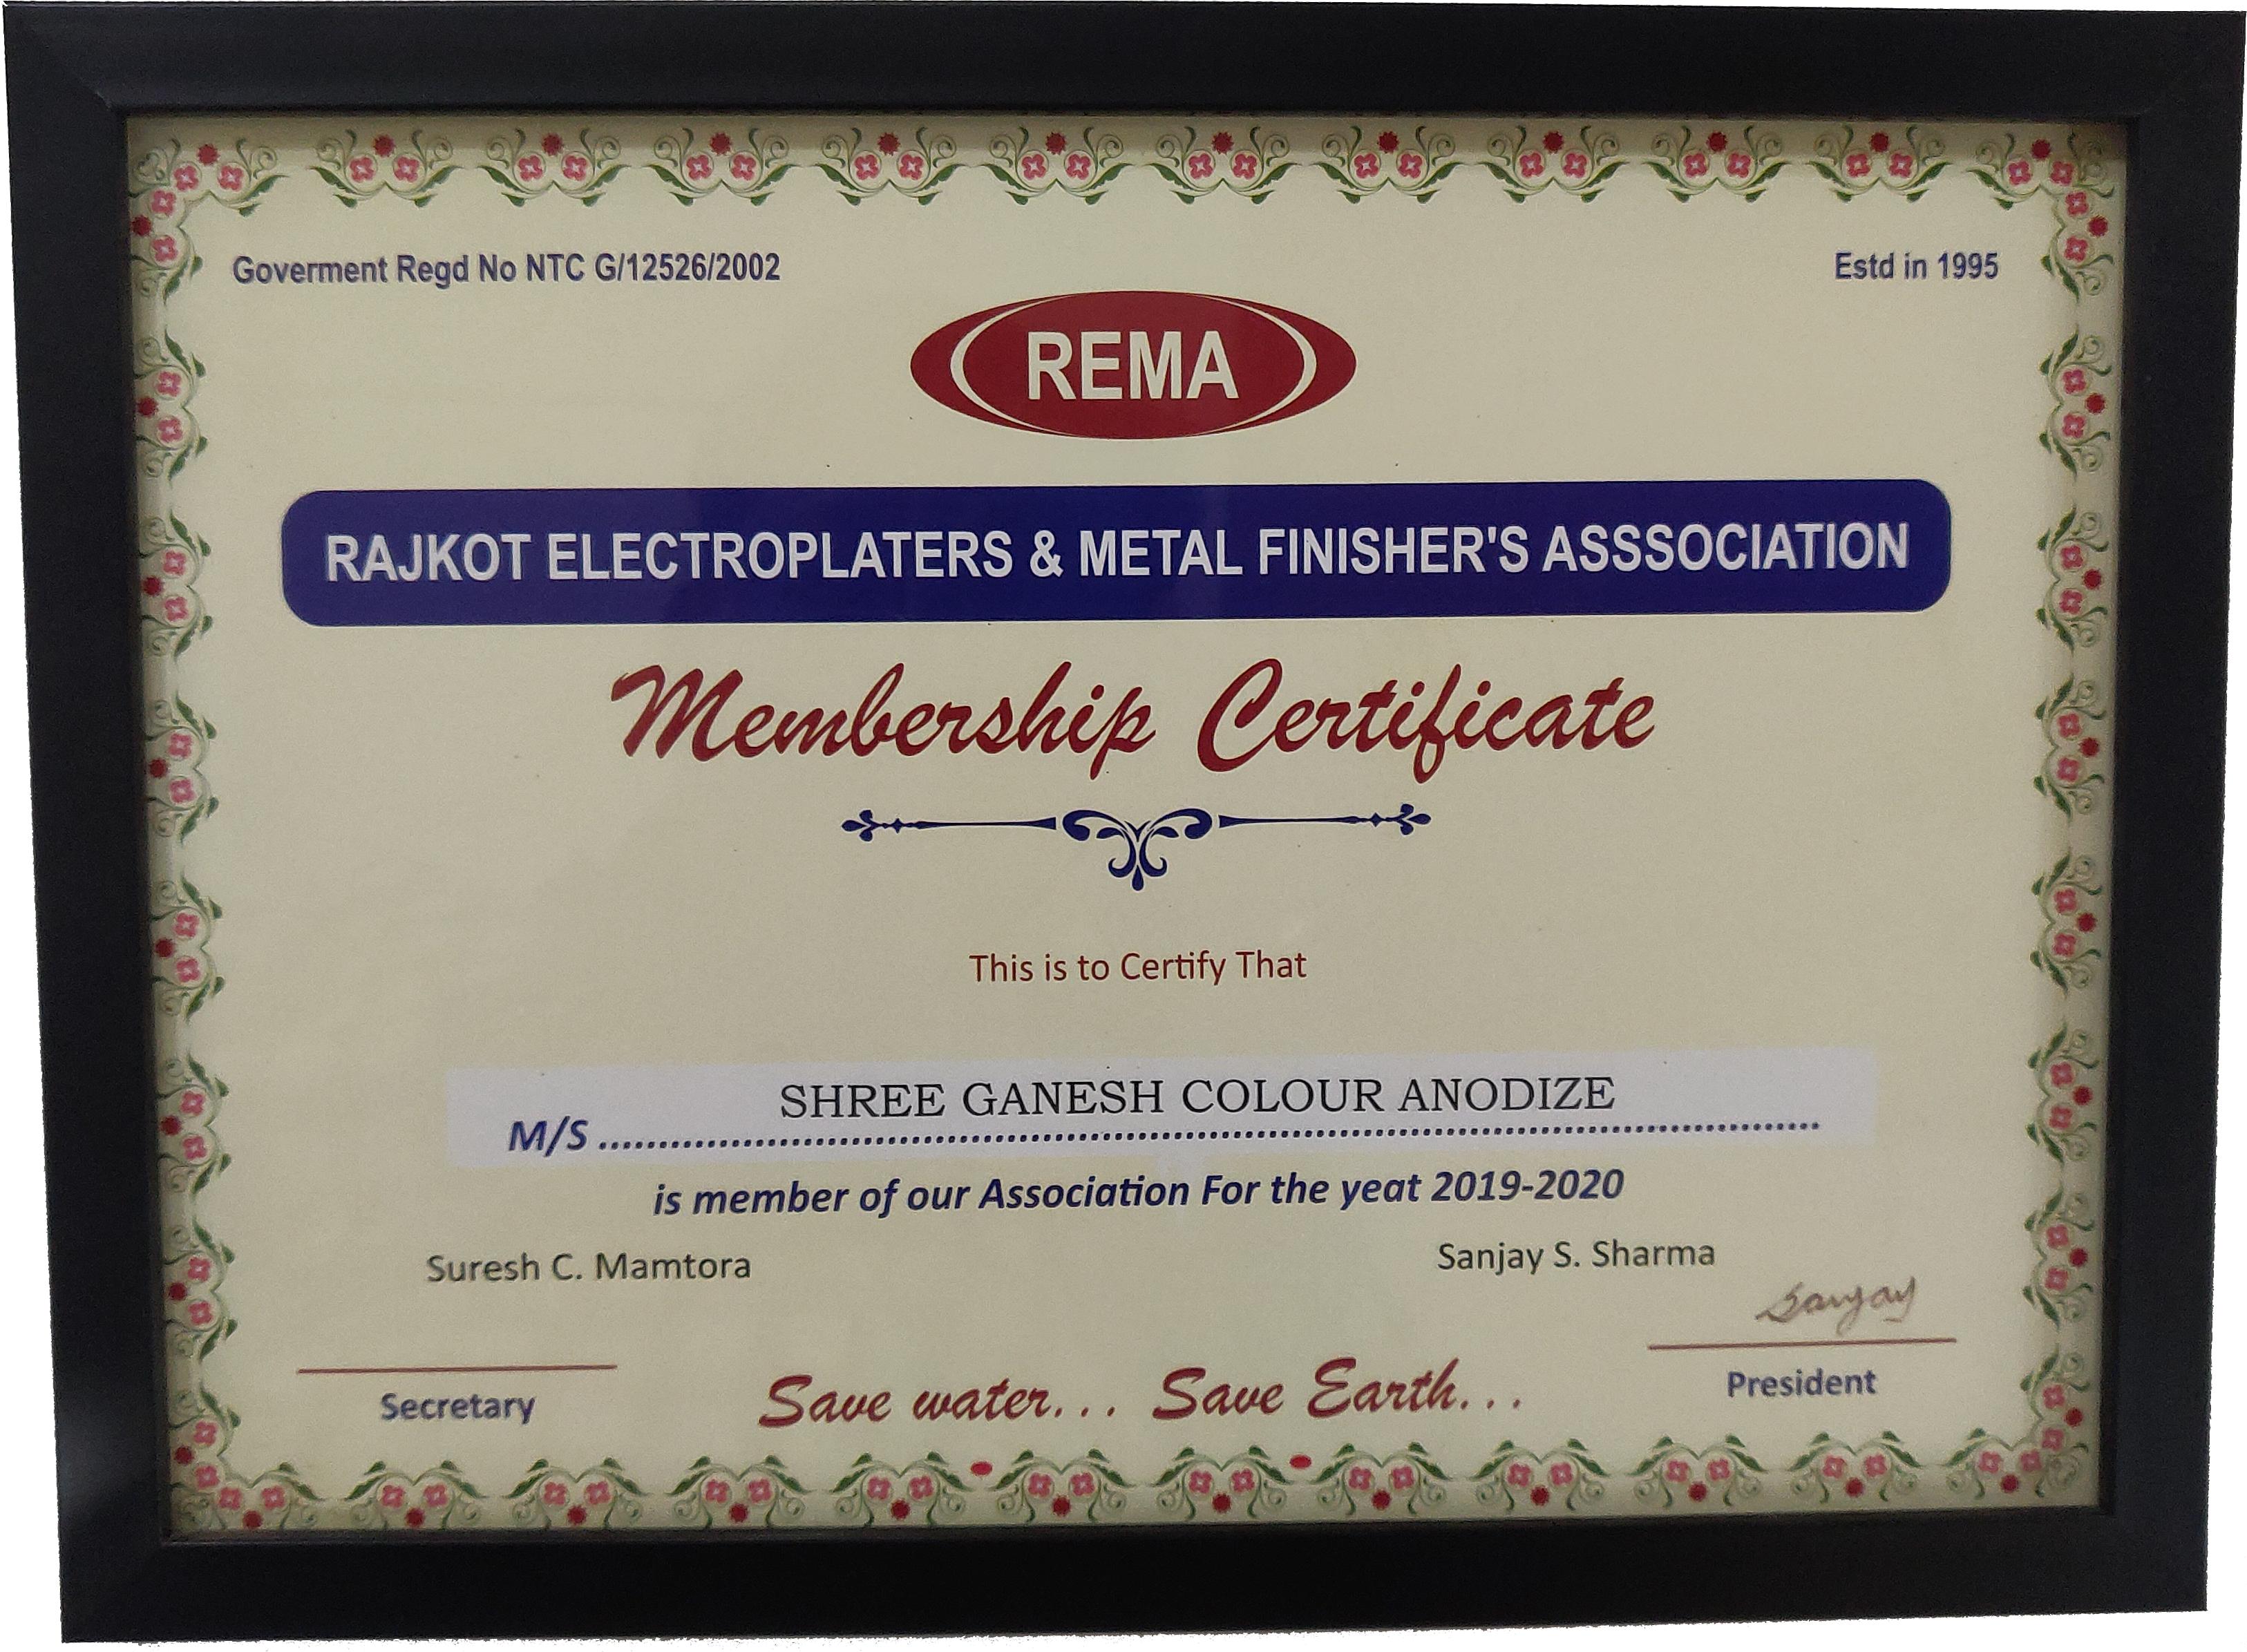 Goverment Regd No NTC G/12526/2002
Estd in 1995
REMA
RAJKOT ELECTROPLATERS & METAL FINISHER'S ASSSOCIATION
Membership Certificate
This is to Certify That
SHREE GANESH COLOUR ANODIZE
M/S ........................................................................................................
is member of our Association For the yeat 2019-2020
Suresh C. Mamtora
Sanjay S. Sharma
Sanjay
Secretary
Save water... Save Earth...
President